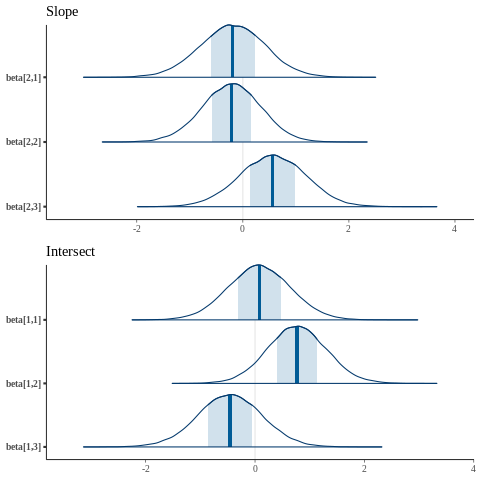 Slope
beta[2,1]
beta[2,2]
beta[2,3]
-2 0 2 4
Intersect
beta[1,1]
beta[1,2]
beta[1,3]
-2 0 2 4